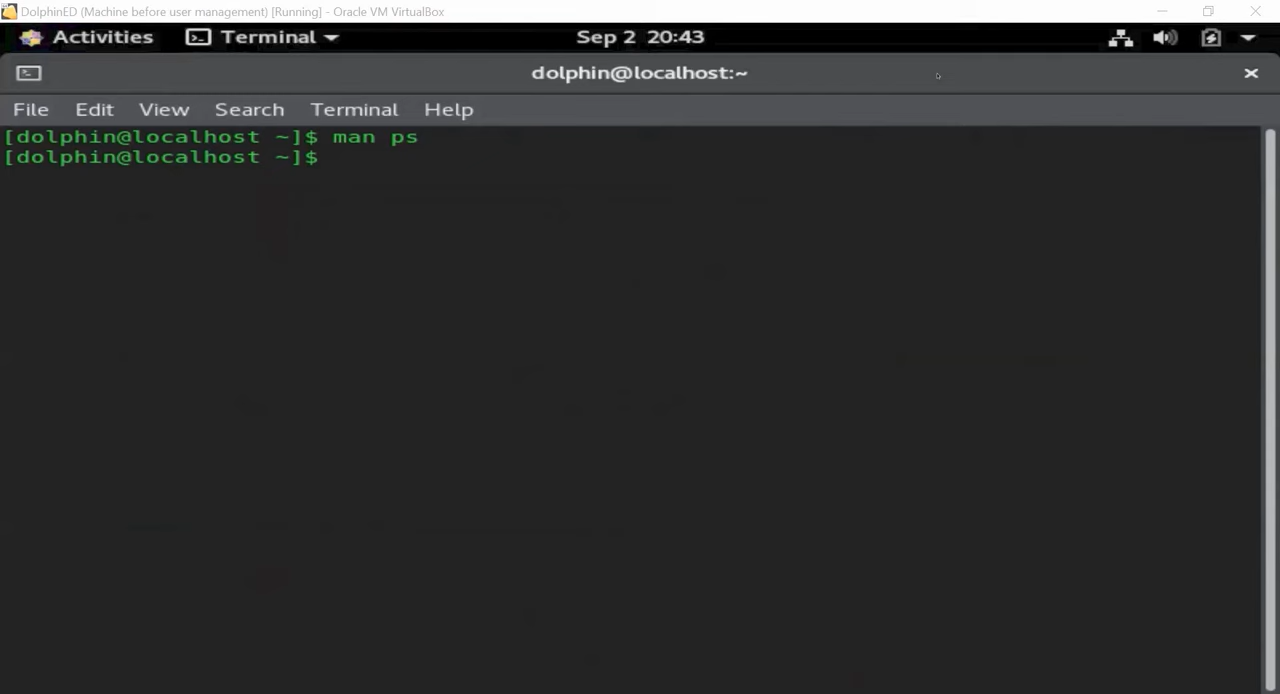 DolphinED (Machine before user management) [Running] - Oracle VM VirtualBox
Activities Terminal Sep 2 20:43
dolphin@localhost:~
File Edit View Search Terminal Help
[dolphin@localhost ~]$ man ps
[dolphin@localhost ~]$